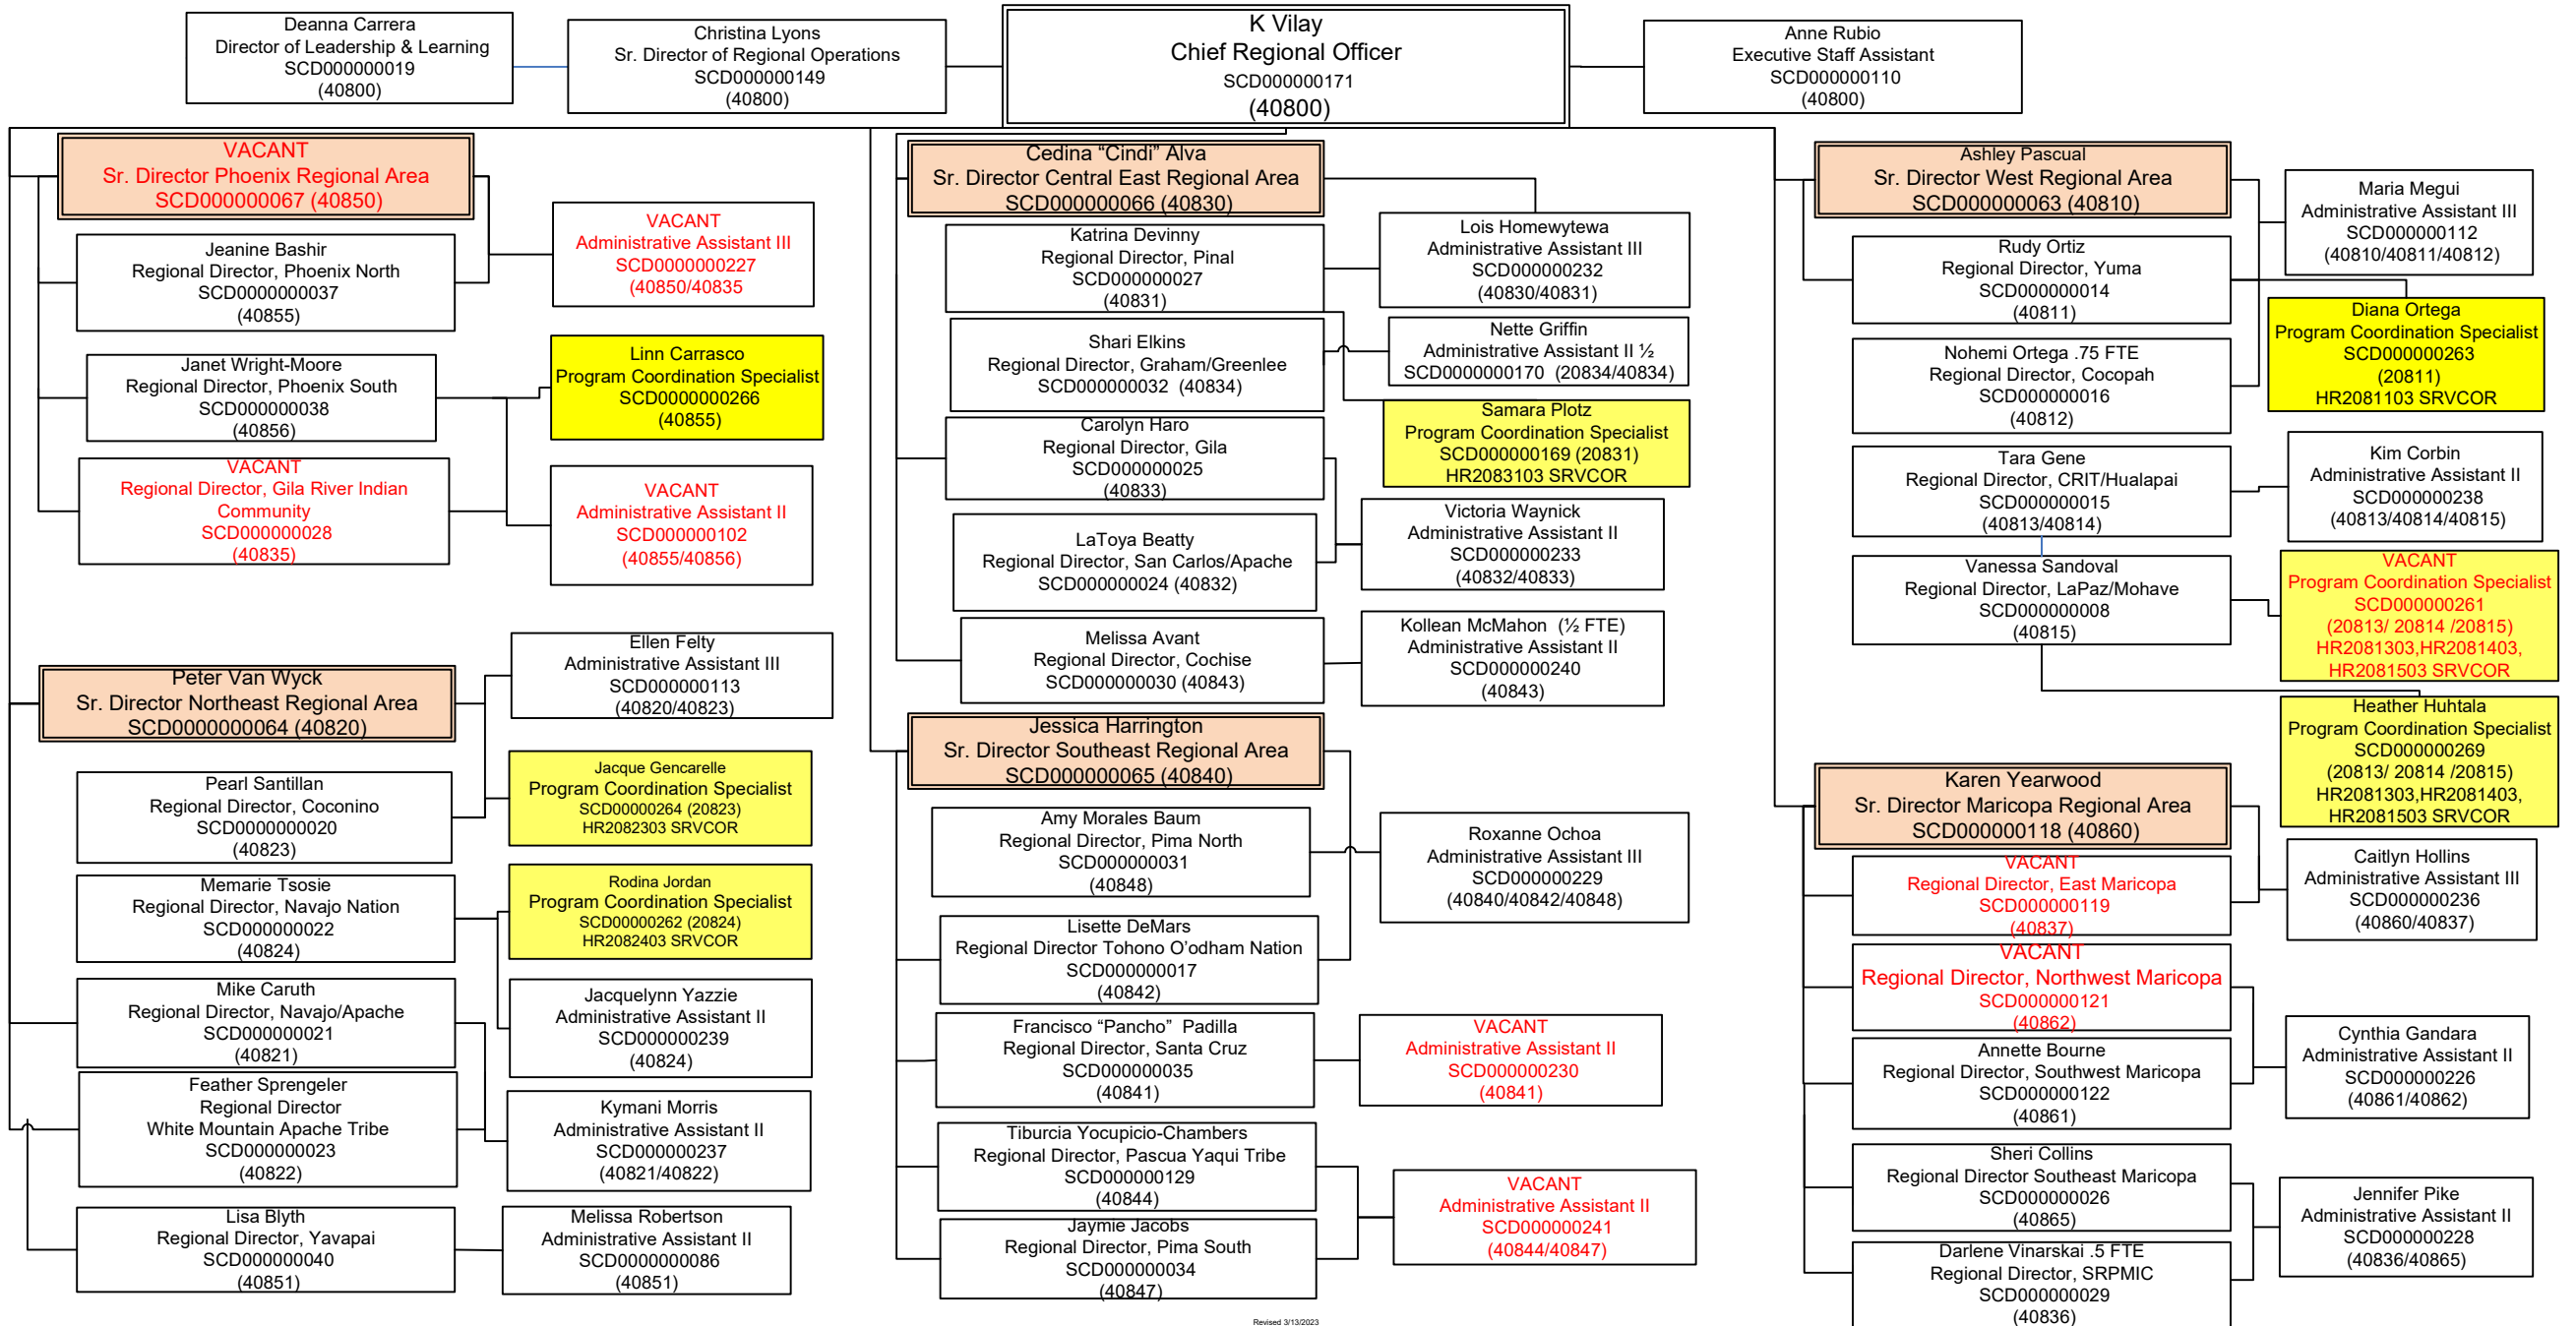 Deanna Carrera
Director of Leadership & Learning
SCD000000019
(40800)
Christina Lyons
Sr. Director of Regional Operations
SCD000000149
(40800)
K Vilay
Chief Regional Officer
SCD000000171
(40800)
Anne Rubio
Executive Staff Assistant
SCD000000110
(40800)
VACANT
Sr. Director Phoenix Regional Area
SCD000000067 (40850)
Jeanine Bashir
Regional Director, Phoenix North
SCD0000000037
(40855)
VACANT
Administrative Assistant III
SCD0000000227
(40850/40835
Janet Wright-Moore
Regional Director, Phoenix South
SCD000000038
(40856)
Linn Carrasco
Program Coordination Specialist
SCD0000000266
(40855)
VACANT
Regional Director, Gila River Indian
Community
SCD000000028
(40835)
VACANT
Administrative Assistant II
SCD000000102
(40855/40856)
Peter Van Wyck
Sr. Director Northeast Regional Area
SCD0000000064 (40820)
Ellen Felty
Administrative Assistant III
SCD000000113
(40820/40823)
Pearl Santillan
Regional Director, Coconino
SCD0000000020
(40823)
Jacque Gencarelle
Program Coordination Specialist
SCD00000264 (20823)
HR2082303 SRVCOR
Memarie Tsosie
Regional Director, Navajo Nation
SCD000000022
(40824)
Rodina Jordan
Program Coordination Specialist
SCD00000262 (20824)
HR2082403 SRVCOR
Jacquelynn Yazzie
Administrative Assistant II
SCD000000239
(40824)
Mike Caruth
Regional Director, Navajo/Apache
SCD000000021
(40821)
Feather Sprengeler
Regional Director
White Mountain Apache Tribe
SCD000000023
(40822)
Kymani Morris
Administrative Assistant II
SCD000000237
(40821/40822)
Lisa Blyth
Regional Director, Yavapai
SCD000000040
(40851)
Melissa Robertson
Administrative Assistant II
SCD0000000086
(40851)
Cedina “Cindi” Alva
Sr. Director Central East Regional Area
SCD000000066 (40830)
Katrina Devinny
Regional Director, Pinal
SCD000000027
(40831)
Lois Homewytewa
Administrative Assistant III
SCD000000232
(40830/40831)
Shari Elkins
Regional Director, Graham/Greenlee
SCD000000032  (40834)
Nette Griffin
Administrative Assistant II ½
SCD0000000170  (20834/40834)
Samara Plotz
Program Coordination Specialist
SCD000000169 (20831)
HR2083103 SRVCOR
Carolyn Haro
Regional Director, Gila
SCD000000025
(40833)
LaToya Beatty
Regional Director, San Carlos/Apache
SCD000000024 (40832)
Victoria Waynick
Administrative Assistant II
SCD000000233
(40832/40833)
Melissa Avant
Regional Director, Cochise
SCD000000030 (40843)
Kollean McMahon  (½ FTE)
Administrative Assistant II
SCD000000240
(40843)
Jessica Harrington
Sr. Director Southeast Regional Area
SCD000000065 (40840)
Amy Morales Baum
Regional Director, Pima North
SCD000000031
(40848)
Roxanne Ochoa
Administrative Assistant III
SCD000000229
(40840/40842/40848)
Lisette DeMars
Regional Director Tohono O’odham Nation
SCD000000017
(40842)
Francisco “Pancho”  Padilla
Regional Director, Santa Cruz
SCD000000035
(40841)
VACANT
Administrative Assistant II
SCD000000230
(40841)
Tiburcia Yocupicio-Chambers
Regional Director, Pascua Yaqui Tribe
SCD000000129
(40844)
VACANT
Administrative Assistant II
SCD000000241
(40844/40847)
Jaymie Jacobs
Regional Director, Pima South
SCD000000034
(40847)
Ashley Pascual
Sr. Director West Regional Area
SCD000000063 (40810)
Maria Megui
Administrative Assistant III
SCD000000112
(40810/40811/40812)
Rudy Ortiz
Regional Director, Yuma
SCD000000014
(40811)
Diana Ortega
Program Coordination Specialist
SCD000000263
(20811)
HR2081103 SRVCOR
Nohemi Ortega .75 FTE
Regional Director, Cocopah
SCD000000016
(40812)
Tara Gene
Regional Director, CRIT/Hualapai
SCD000000015
(40813/40814)
Kim Corbin
Administrative Assistant II
SCD000000238
(40813/40814/40815)
Vanessa Sandoval
Regional Director, LaPaz/Mohave
SCD000000008
(40815)
VACANT
Program Coordination Specialist
SCD000000261
(20813/ 20814 /20815)
HR2081303,HR2081403,
HR2081503 SRVCOR
Heather Huhtala
Program Coordination Specialist
SCD000000269
(20813/ 20814 /20815)
HR2081303,HR2081403,
HR2081503 SRVCOR
Karen Yearwood
Sr. Director Maricopa Regional Area
SCD000000118 (40860)
VACANT
Regional Director, East Maricopa
SCD000000119
(40837)
Caitlyn Hollins
Administrative Assistant III
SCD000000236
(40860/40837)
VACANT
Regional Director, Northwest Maricopa
SCD000000121
(40862)
Annette Bourne
Regional Director, Southwest Maricopa
SCD000000122
(40861)
Cynthia Gandara
Administrative Assistant II
SCD000000226
(40861/40862)
Sheri Collins
Regional Director Southeast Maricopa
SCD000000026
(40865)
Jennifer Pike
Administrative Assistant II
SCD000000228
(40836/40865)
Darlene Vinarskai .5 FTE
Regional Director, SRPMIC
SCD000000029
(40836)
Revised 3/13/2023